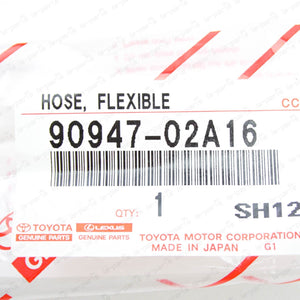 CC
HOSE, FLEXIBLE
90947-02A16
QTY: 1 SH12
TOYOTA LEXUS
GENUINE PARTS GENUINE PARTS
TOYOTA MOTOR CORPORATION
MADE IN JAPAN G1
G